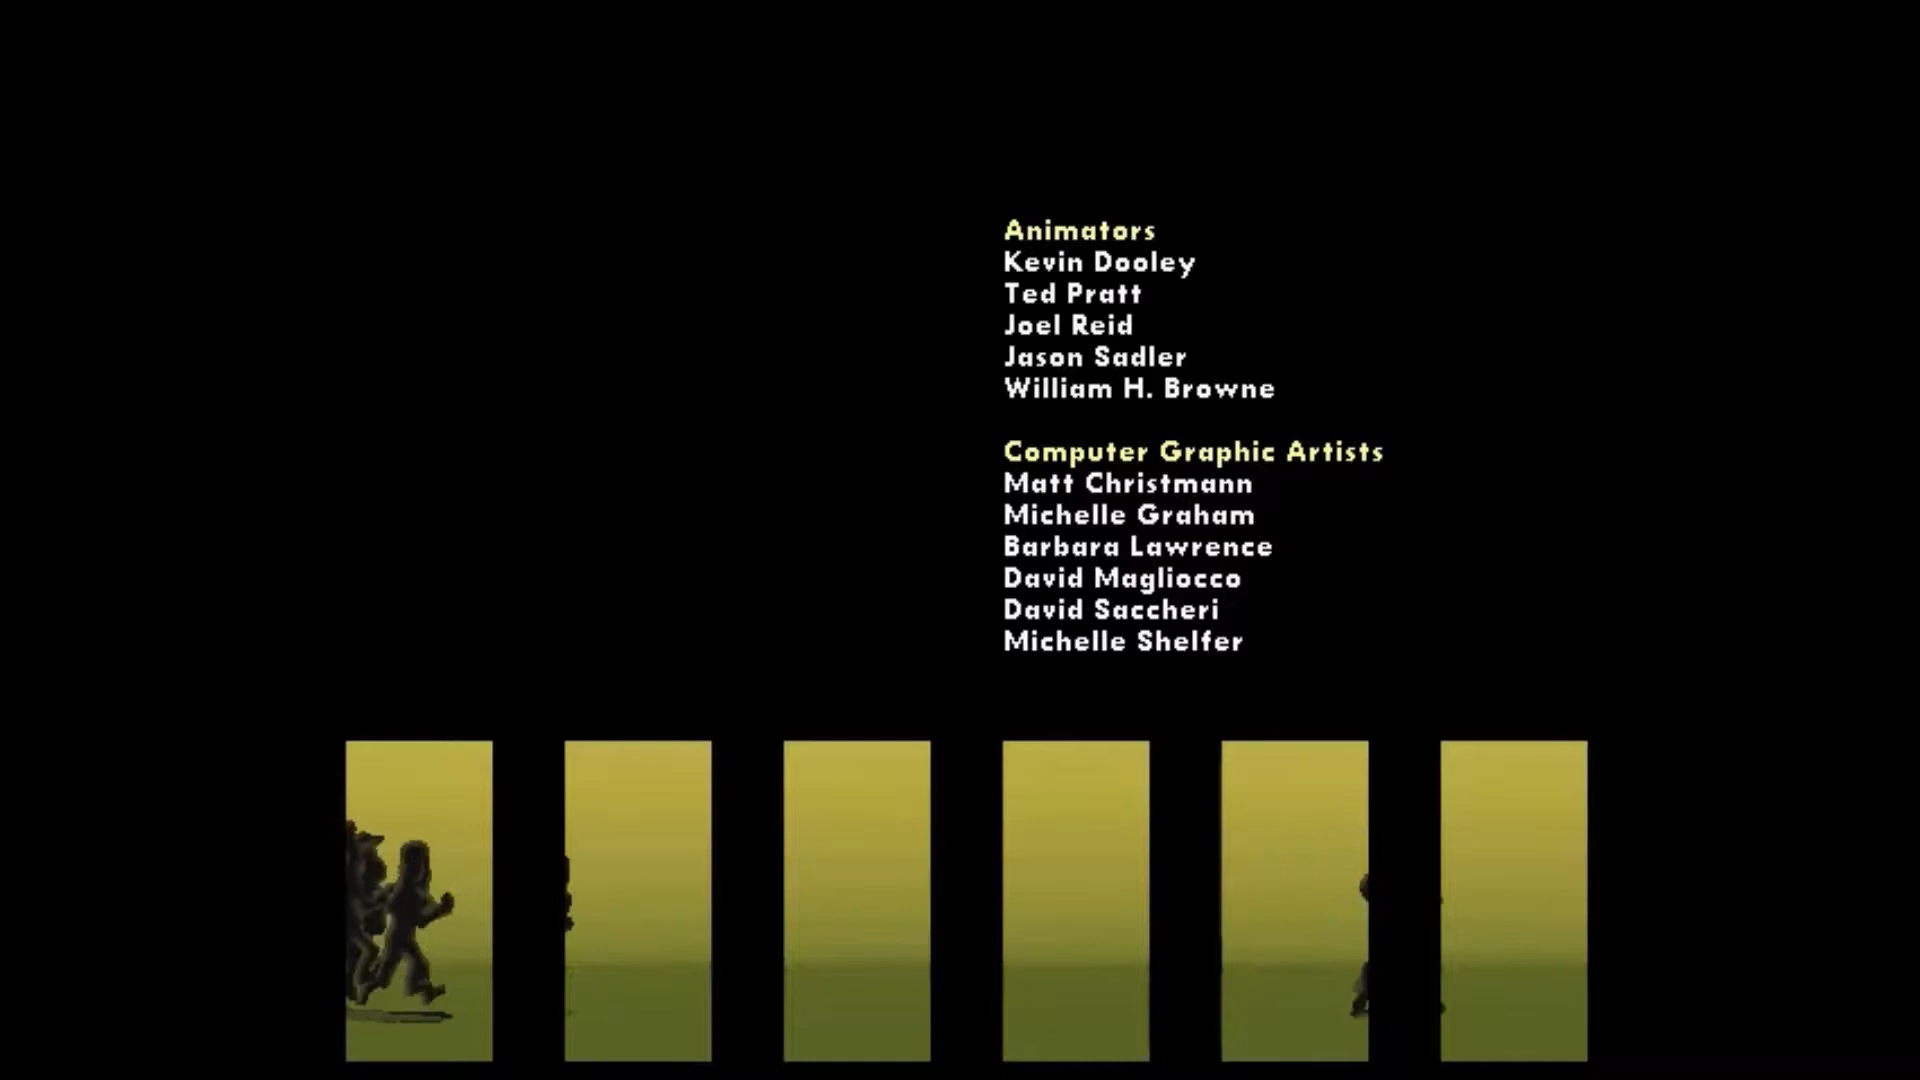 Animators
Kevin Dooley
Ted Pratt
Joel Reid
Jason Sadler
William H. Browne
Computer Graphic Artists
Matt Christmann
Michelle Graham
Barbara Lawrence
David Magliocco
David Saccheri
Michelle Shelfer